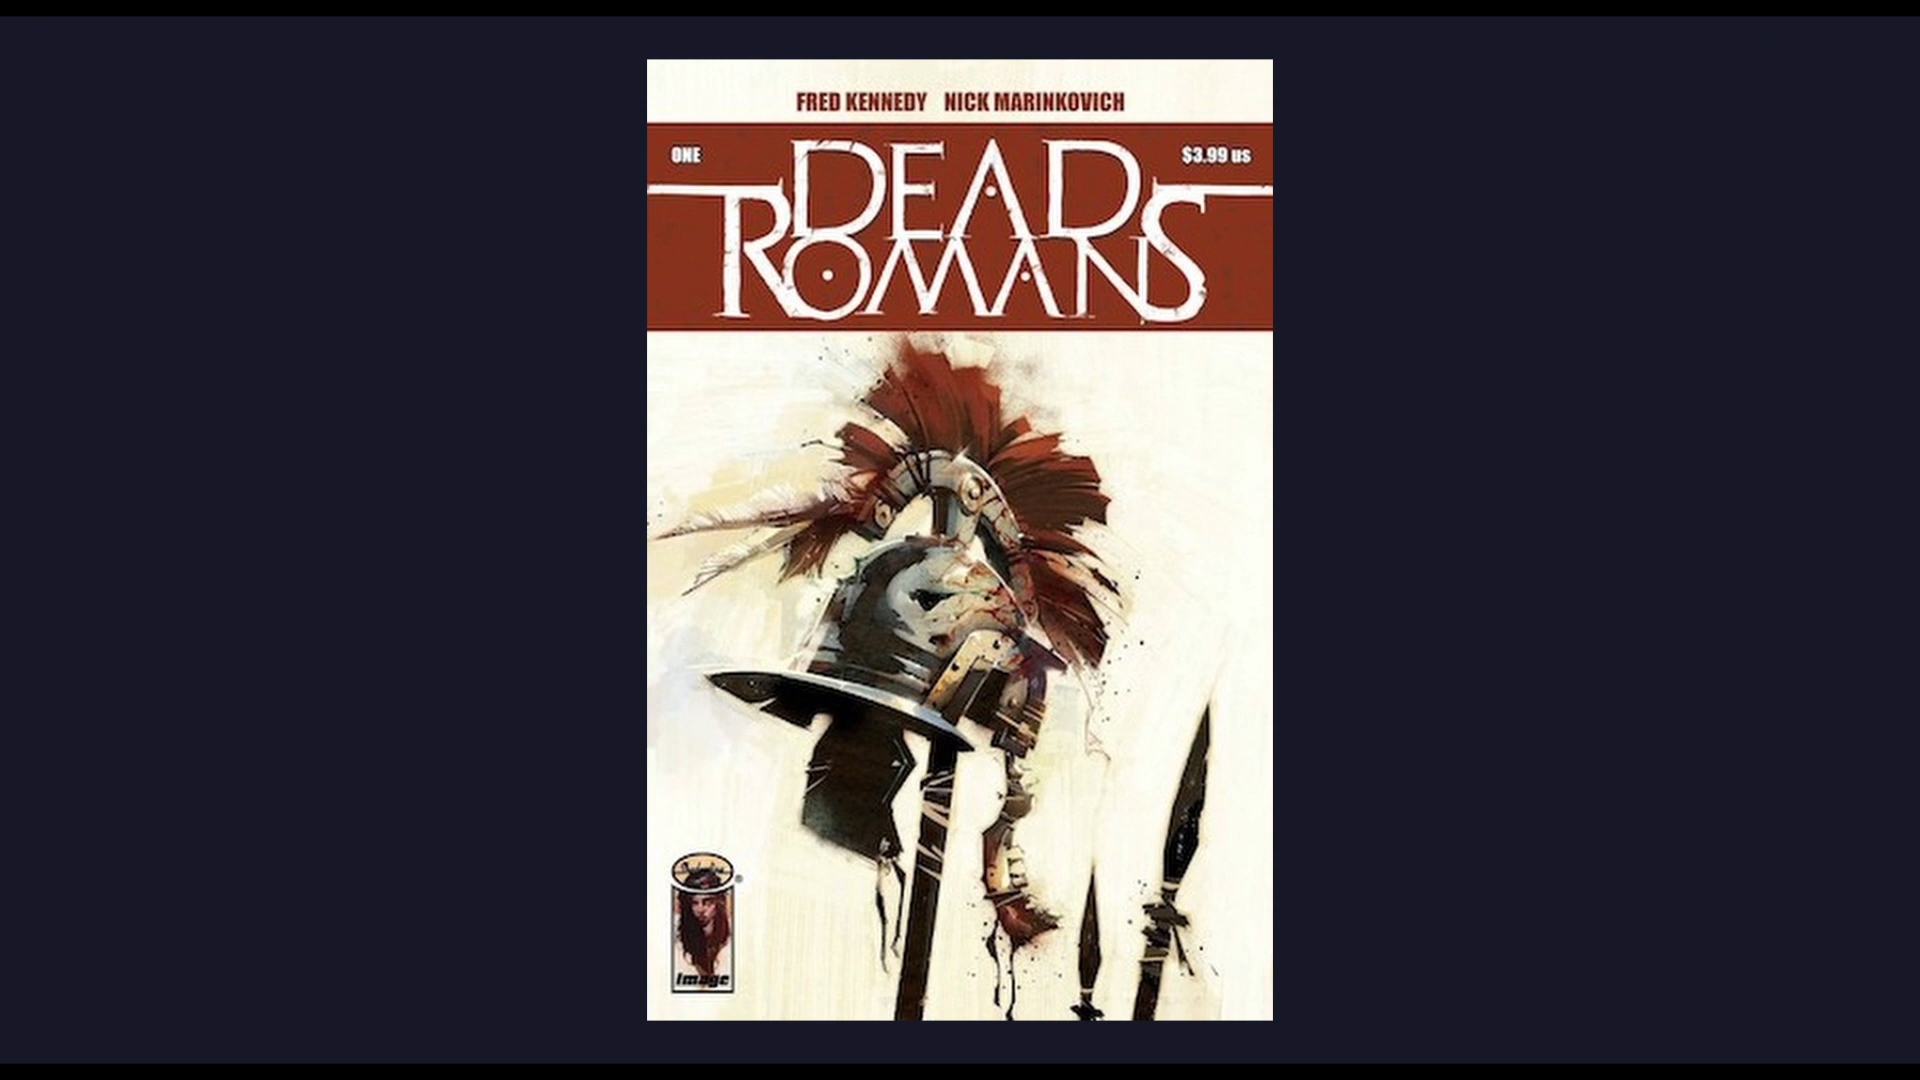 FRED KENNEDY NICK MARINKOVICH
ONE
$3.99 us
DEAD
ROMANS
image